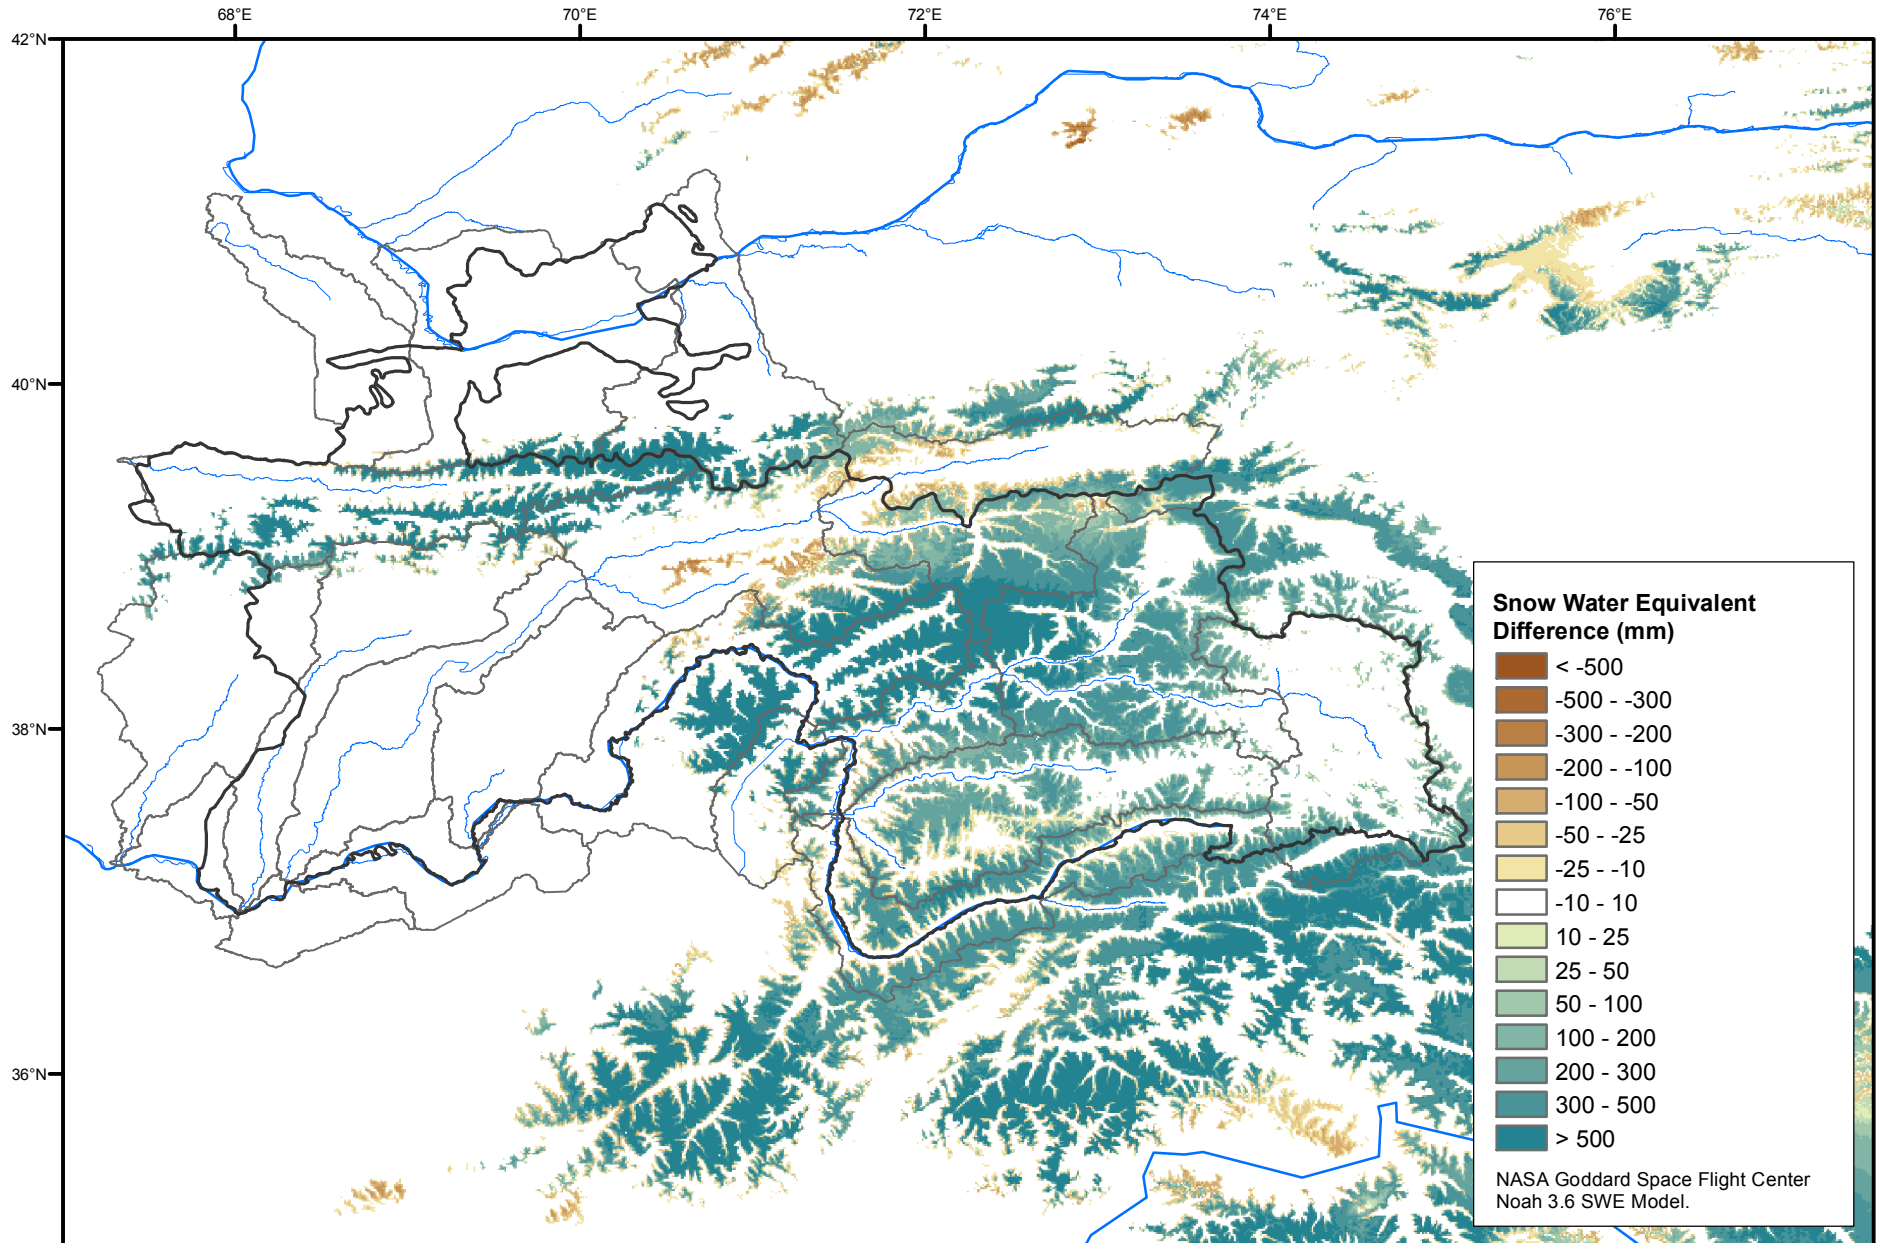 68°E 70°E 72°E 74°E 76°E
42°N
40°N
38°N
36°N
Snow Water Equivalent
Difference (mm)
< -500
-500 - -300
-300 - -200
-200 - -100
-100 - -50
-50 - -25
-25 - -10
-10 - 10
10 - 25
25 - 50
50 - 100
100 - 200
200 - 300
300 - 500
> 500
NASA Goddard Space Flight Center
Noah 3.6 SWE Model.